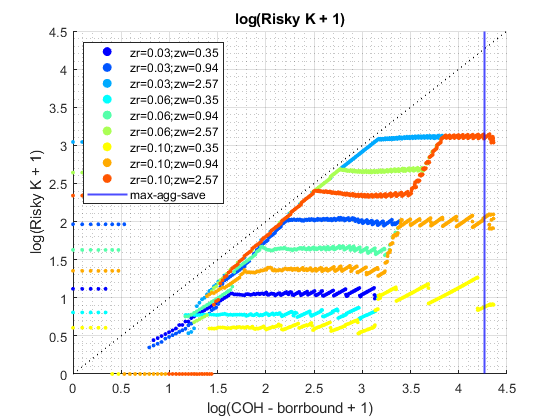 log(Risky K + 1)
4.5
4
3.5
3
2.5
2
1.5
1
0.5
0
log(Risky K + 1)
zr=0.03;zw=0.35
zr=0.03;zw=0.94
zr=0.03;zw=2.57
zr=0.06;zw=0.35
zr=0.06;zw=0.94
zr=0.06;zw=2.57
zr=0.10;zw=0.35
zr=0.10;zw=0.94
zr=0.10;zw=2.57
max-agg-save
0 0.5 1 1.5 2 2.5 3 3.5 4 4.5
log(COH - borrbound + 1)